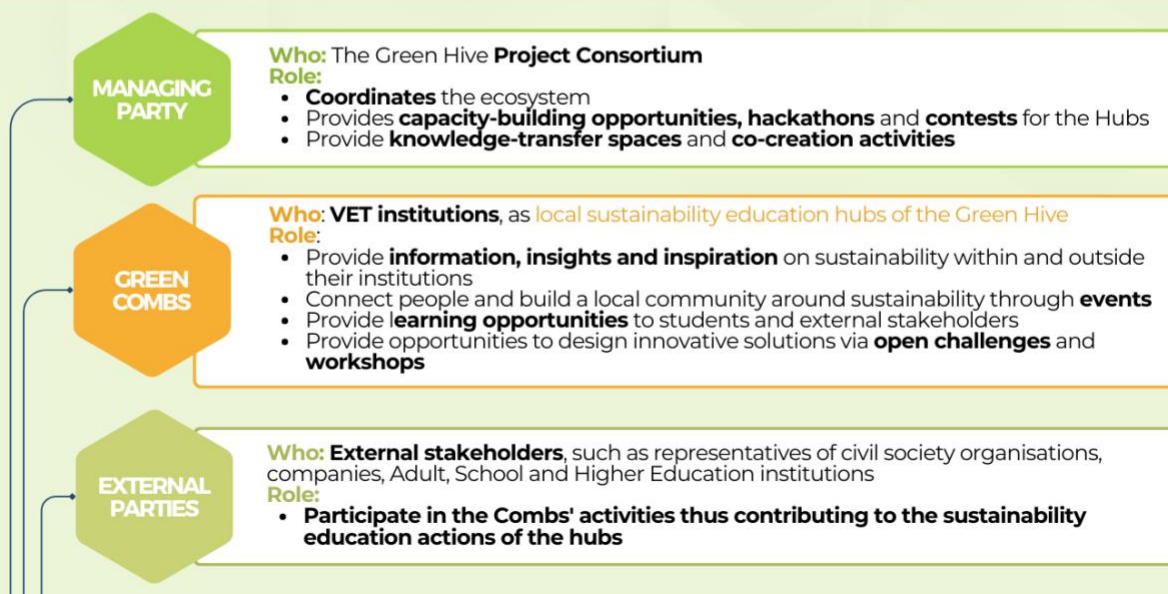 MANAGING
PARTY
Who: The Green Hive Project Consortium
Role:
• Coordinates the ecosystem
• Provides capacity-building opportunities, hackathons and contests for the Hubs
• Provide knowledge-transfer spaces and co-creation activities
GREEN
COMBS
Who: VET institutions, as local sustainability education hubs of the Green Hive
Role:
• Provide information, insights and inspiration on sustainability within and outside
their institutions
• Connect people and build a local community around sustainability through events
• Provide learning opportunities to students and external stakeholders
• Provide opportunities to design innovative solutions via open challenges and
workshops
EXTERNAL
PARTIES
Who: External stakeholders, such as representatives of civil society organisations,
companies, Adult, School and Higher Education institutions
Role:
• Participate in the Combs' activities thus contributing to the sustainability
education actions of the hubs